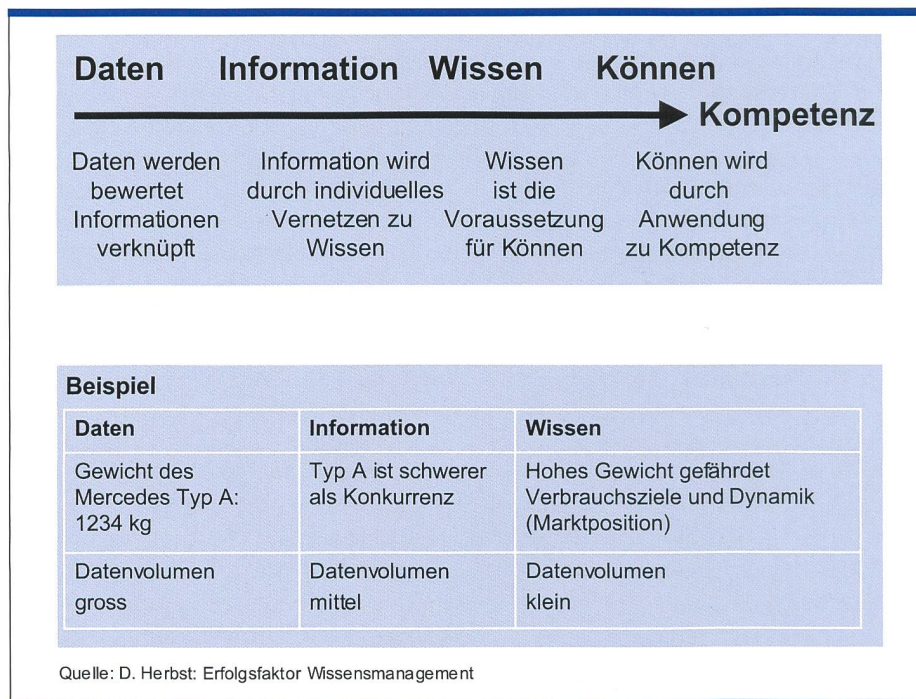 Daten Information Wissen Können
Kompetenz
Daten werden
bewertet
Informationen
verknüpft
Information wird
durch individuelles
Vernetzen zu
Wissen
Wissen
ist die
Voraussetzung
für Können
Können wird
durch
Anwendung
zu Kompetenz
Beispiel
Daten
Information
Wissen
Gewicht des
Mercedes Typ A:
1234 kg
Typ A ist schwerer
als Konkurrenz
Hohes Gewicht gefährdet
Verbrauchsziele und Dynamik
(Marktposition)
Datenvolumen
gross
Datenvolumen
mittel
Datenvolumen
klein
Quelle: D. Herbst: Erfolgsfaktor Wissensmanagement